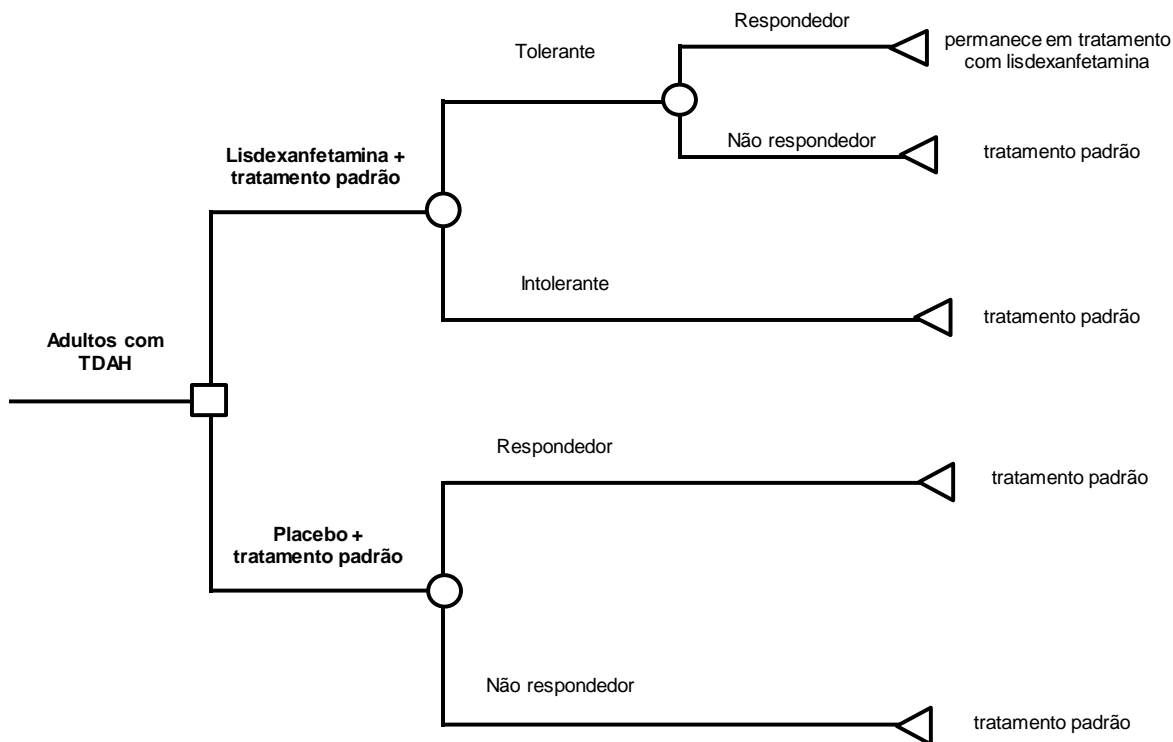 Respondedor
permanece em tratamento
com lisdexanfetamina
Tolerante
Não respondedor
tratamento padrão
Lisdexanfetamina +
tratamento padrão
Intolerante
tratamento padrão
Adultos com
TDAH
Respondedor
tratamento padrão
Placebo +
tratamento padrão
Não respondedor
tratamento padrão